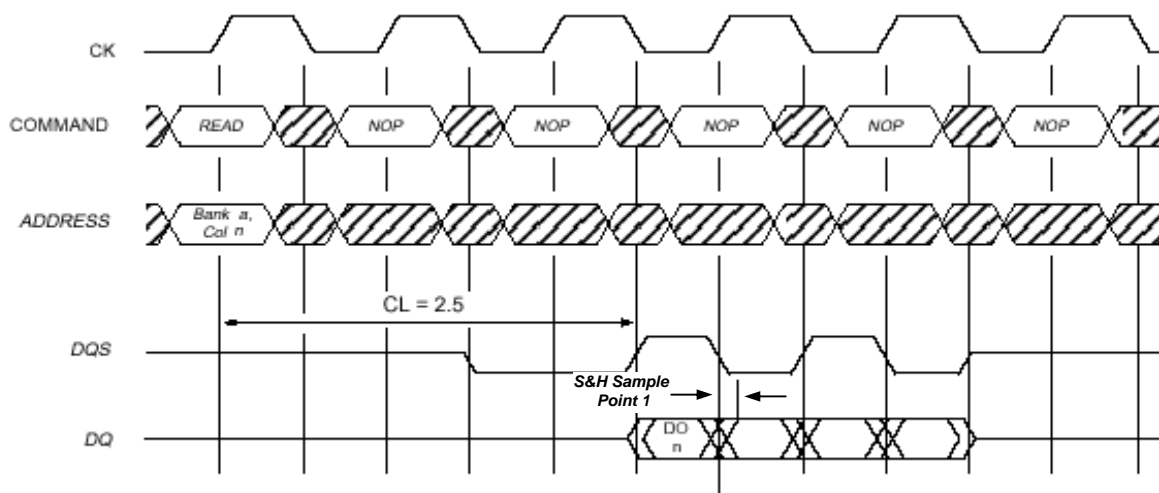 CK
COMMAND
READ
NOP
NOP
NOP
NOP
NOP
ADDRESS
Bank a,
Col n
CL = 2.5
DQS
S&H Sample
Point 1
DQ
DO
n